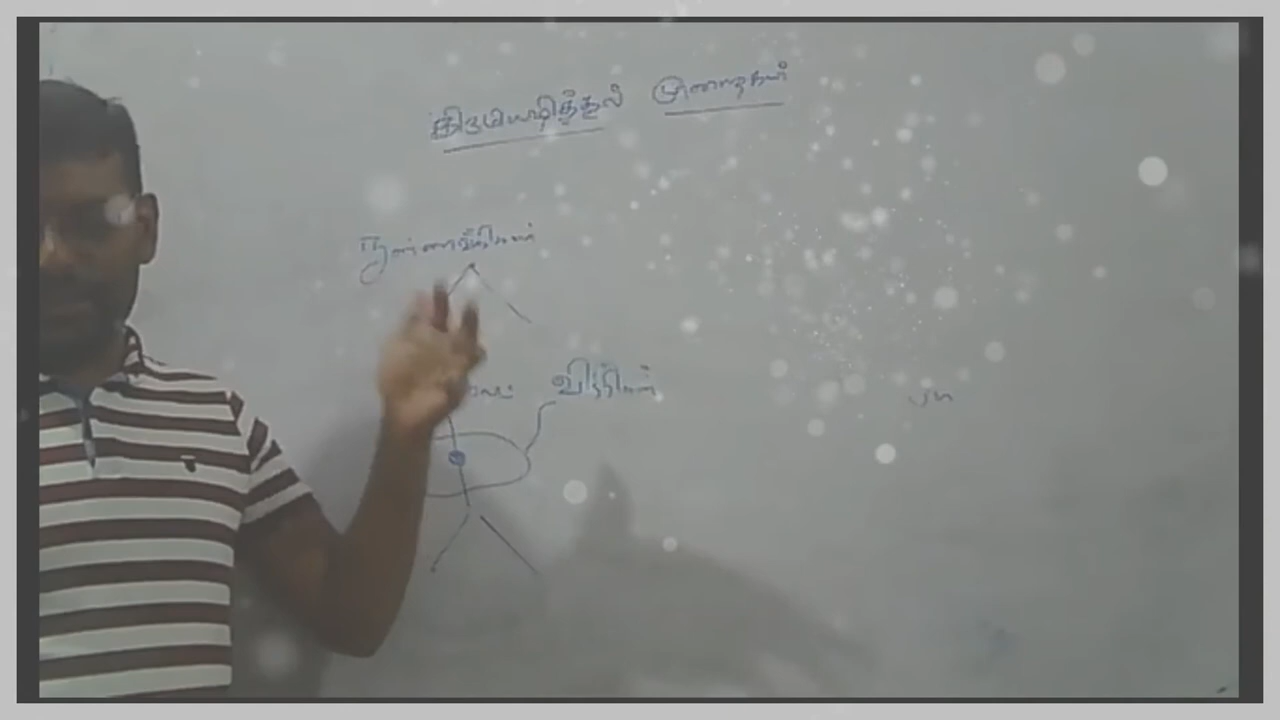 கிருமியழித்தல் முறைகள்
நுண்ணங்கிகள்
வித்திகள்